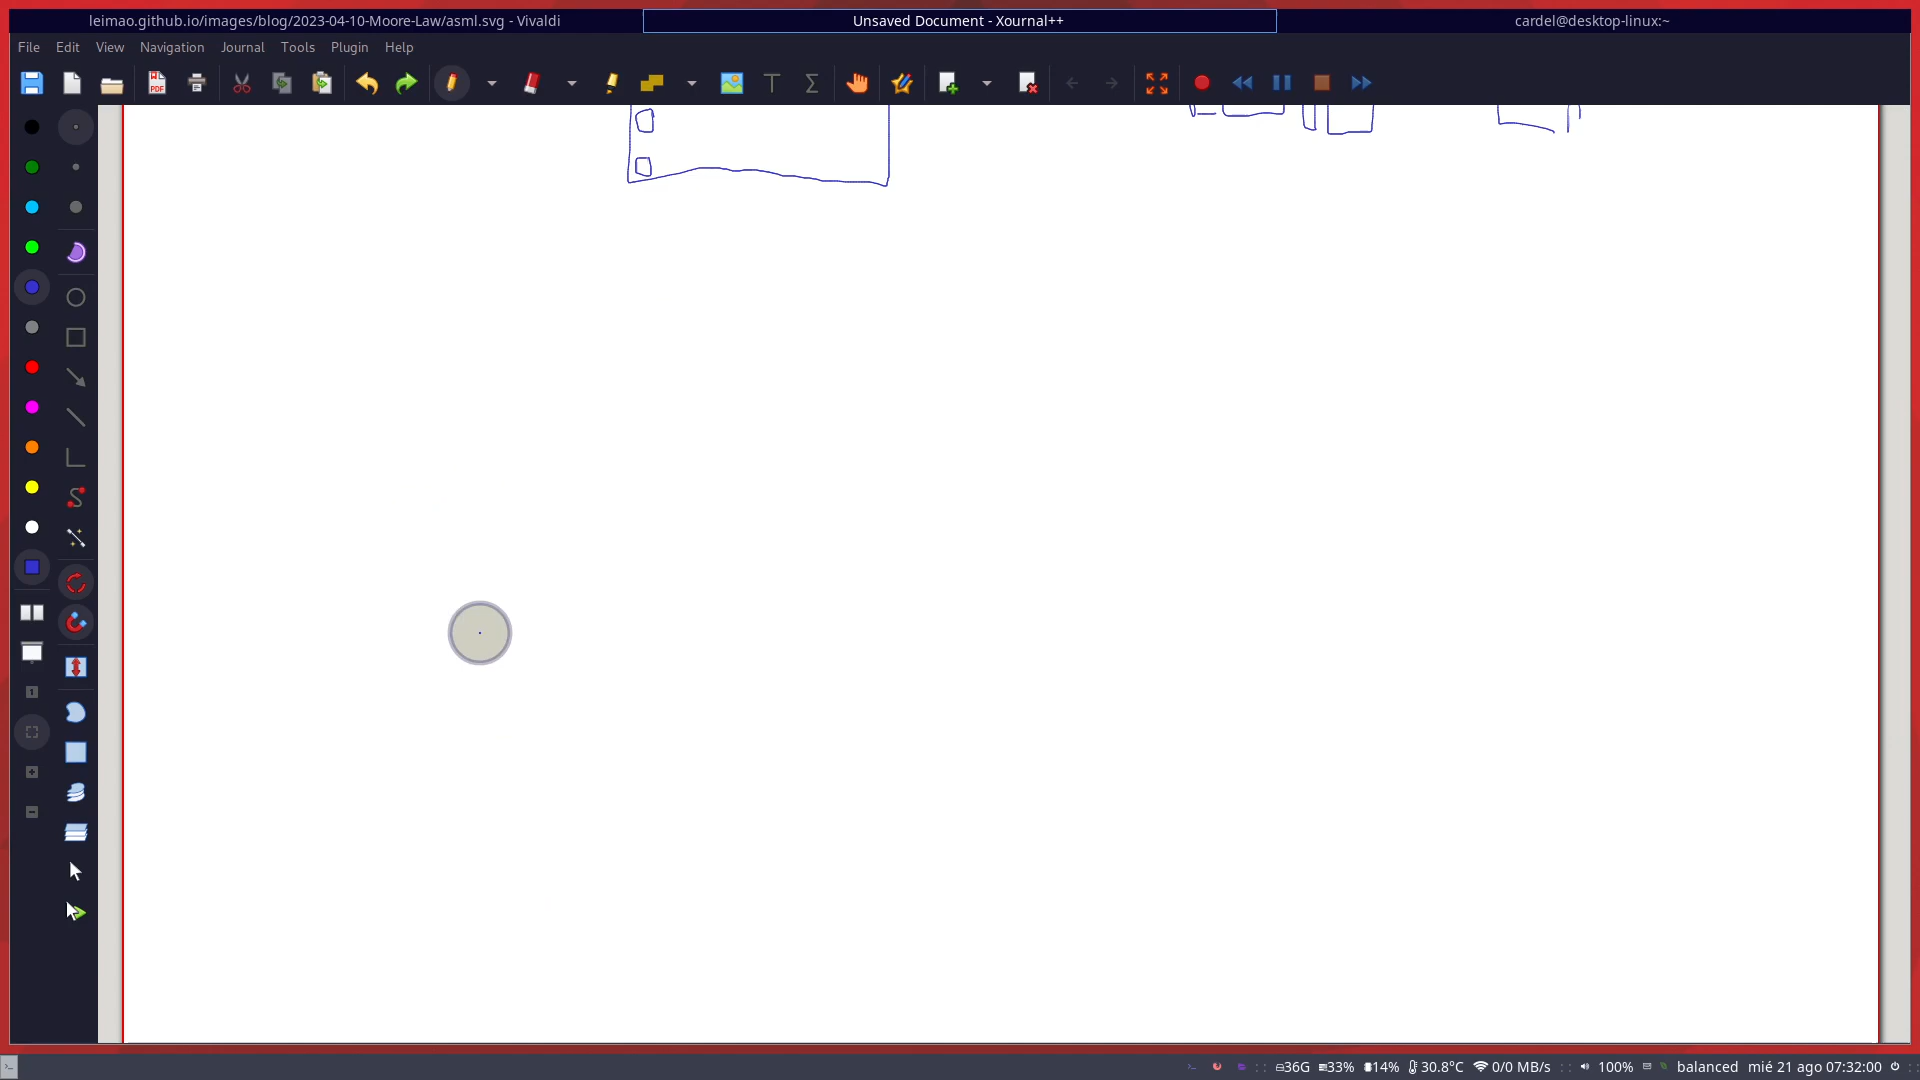 leimao.github.io/images/blog/2023-04-10-Moore-Law/asml.svg - Vivaldi
Unsaved Document - Xournal++
cardel@desktop-linux:~
File Edit View Navigation Journal Tools Plugin Help
PDF
36G 33% 14% 30.8°C 0/0 MB/s 100% balanced mié 21 ago 07:32:00